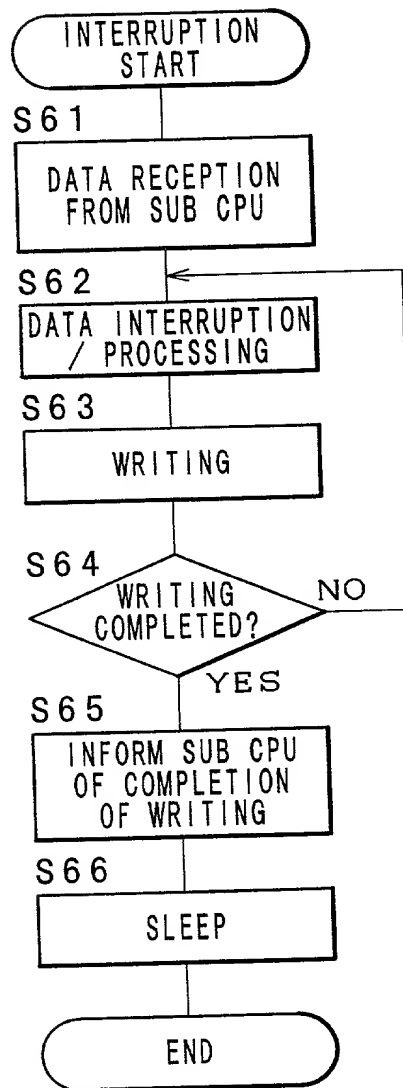 INTERRUPTION
START
S61
DATA RECEPTION
FROM SUB CPU
S62
DATA INTERRUPTION
/ PROCESSING
S63
WRITING
S64
WRITING
COMPLETED?
NO
YES
S65
INFORM SUB CPU
OF COMPLETION
OF WRITING
S66
SLEEP
END